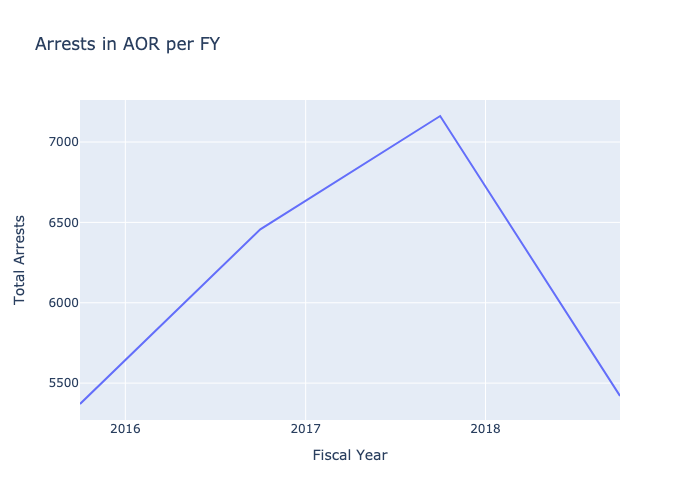 Arrests in AOR per FY
7000
6500
6000
5500
Total Arrests
2016
2017
2018
Fiscal Year